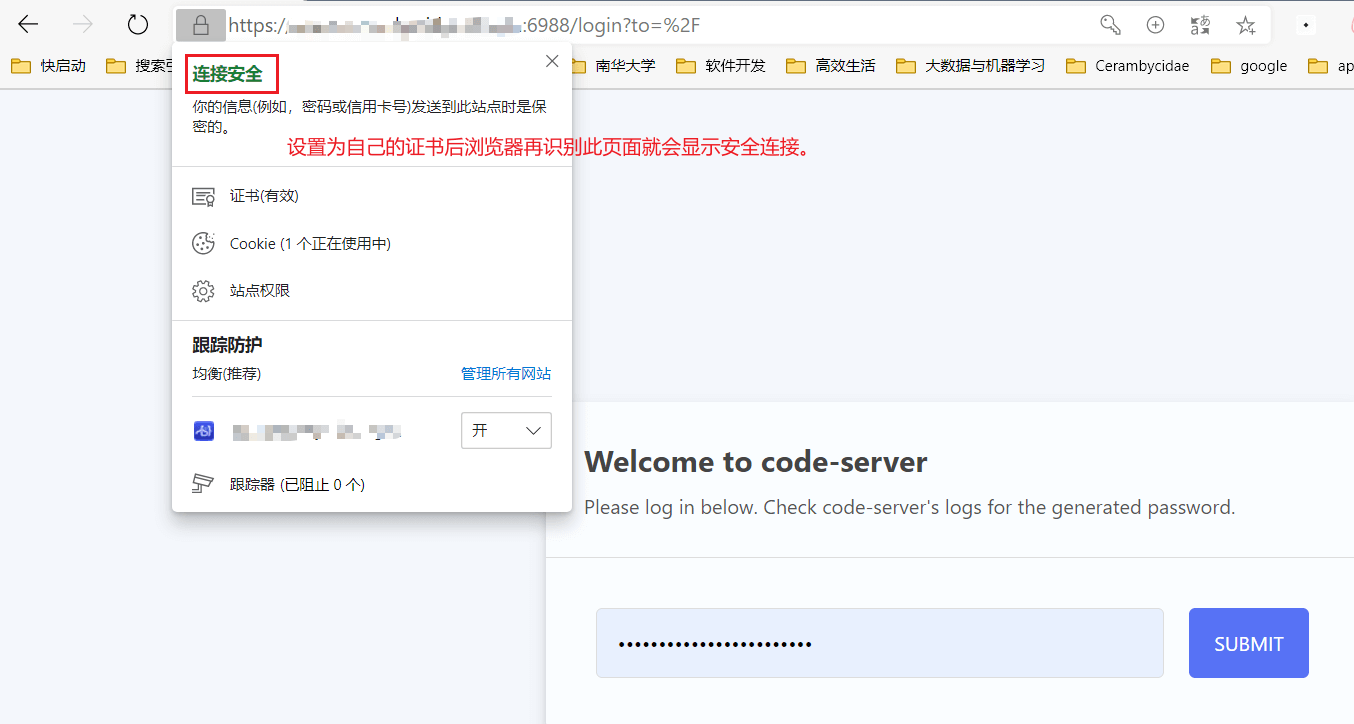 https://
:6988/login?to=%2F
快启动
搜索引
南华大学
软件开发
高效生活
大数据与机器学习
Cerambycidae
google
ap
连接安全
你的信息(例如，密码或信用卡号)发送到此站点时是保
密的。
设置为自己的证书后浏览器再识别此页面就会显示安全连接。
证书(有效)
Cookie (1 个正在使用中)
站点权限
跟踪防护
均衡(推荐)
管理所有网站
开
跟踪器 (已阻止 0 个)
Welcome to code-server
Please log in below. Check code-server's logs for the generated password.
••••••••••••••••••••••••
SUBMIT